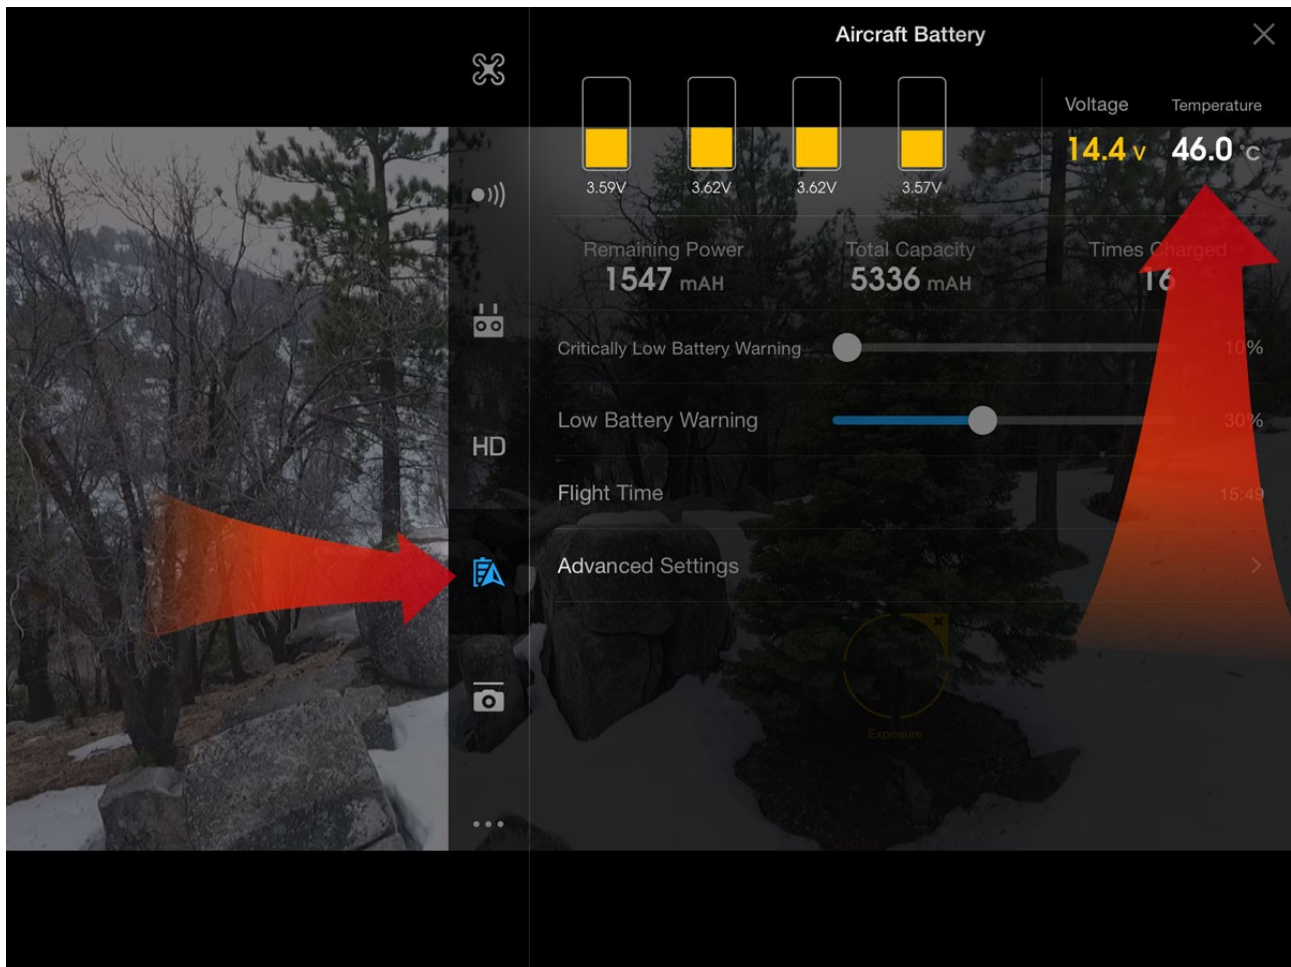 Aircraft Battery
Voltage Temperature
14.4 V 46.0 °C
3.59V 3.62V 3.62V 3.57V
Remaining Power Total Capacity Times Charged
1547 mAH 5336 mAH 16
Critically Low Battery Warning 10%
Low Battery Warning 30%
HD
Flight Time 15:49
Advanced Settings
Exposure